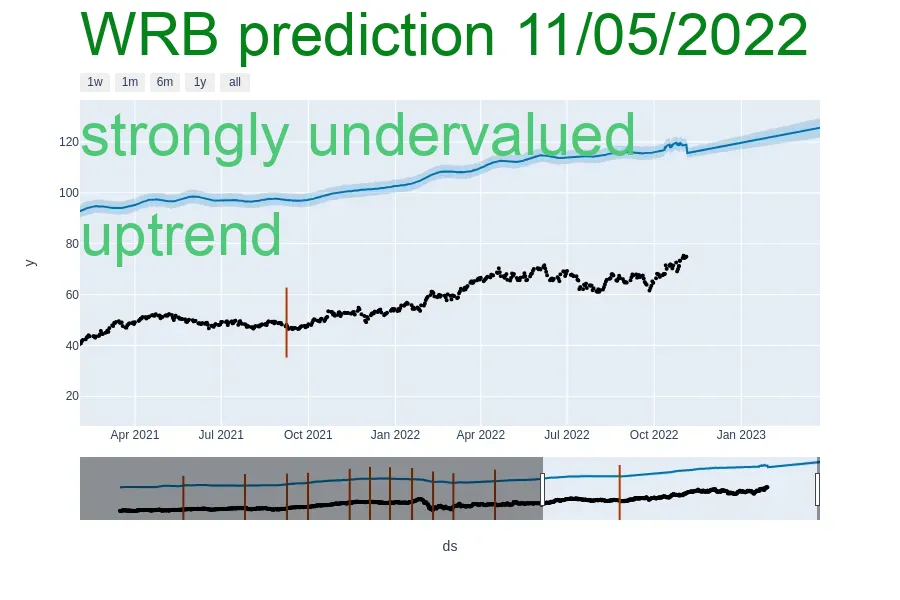 WRB prediction 11/05/2022
1w 1m 6m 1y all
strongly undervalued
uptrend
120
100
80
60
40
20
y
Apr 2021 Jul 2021 Oct 2021 Jan 2022 Apr 2022 Jul 2022 Oct 2022 Jan 2023
ds